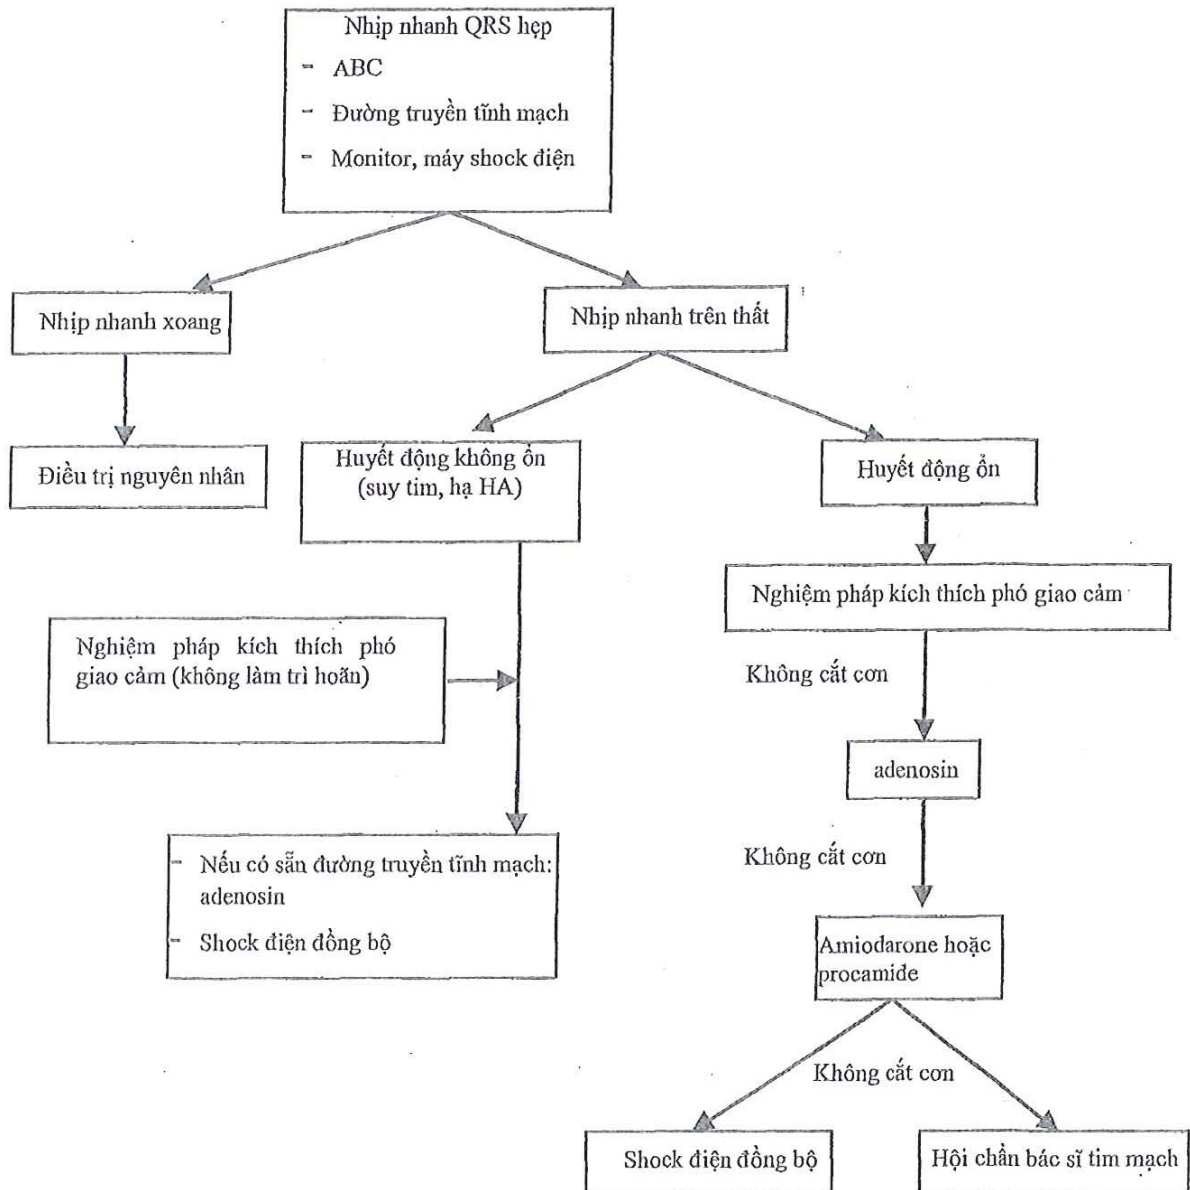 Nhịp nhanh QRS hẹp
- ABC
- Đường truyền tĩnh mạch
- Monitor, máy shock điện
Nhịp nhanh xoang
Nhịp nhanh trên thất
Điều trị nguyên nhân
Huyết động không ổn
(suy tim, hạ HA)
Huyết động ổn
Nghiệm pháp kích thích phó giao cảm
Nghiệm pháp kích thích phó
giao cảm (không làm trì hoãn)
Không cắt cơn
adenosin
- Nếu có sẵn đường truyền tĩnh mạch:
adenosin
- Shock điện đồng bộ
Không cắt cơn
Amiodarone hoặc
procamide
Không cắt cơn
Shock điện đồng bộ
Hội chẩn bác sĩ tim mạch